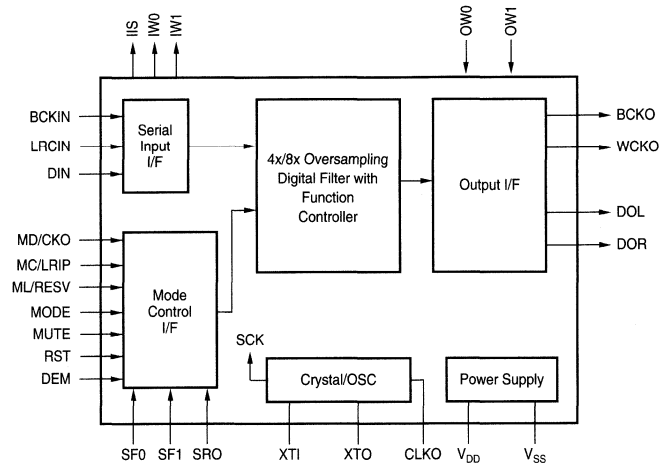 IIS
IW0
IW1
OW0
OW1
BCKIN
LRCIN
DIN
Serial
Input
I/F
4x/8x Oversampling
Digital Filter with
Function
Controller
Output I/F
BCKO
WCKO
DOL
DOR
MD/CKO
MC/LRIP
ML/RESV
MODE
MUTE
RST
DEM
Mode
Control
I/F
SCK
Crystal/OSC
Power Supply
SF0
SF1
SRO
XTI
XTO
CLKO
VDD
VSS